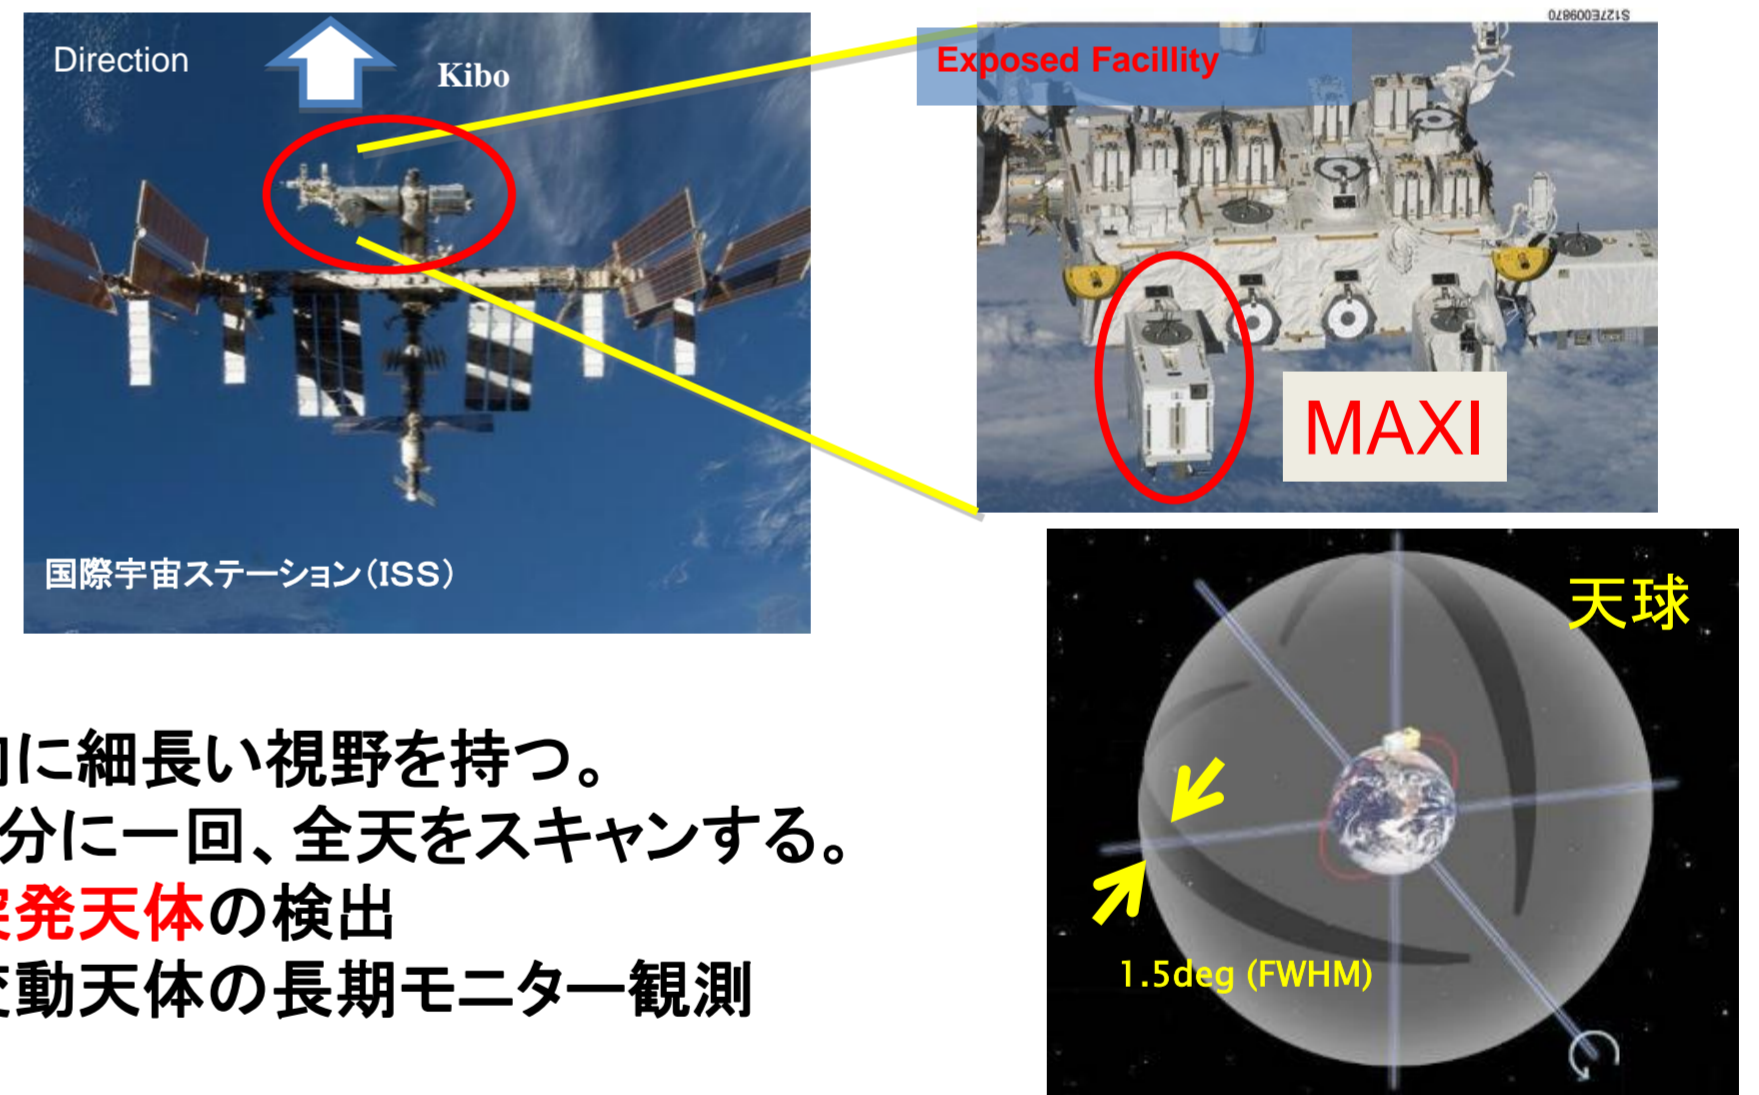 Direction
Kibo
国際宇宙ステーション(ISS)
Exposed Facillity
S127E009870
MAXI
天球
1.5deg (FWHM)
に細長い視野を持つ。
分に一回、全天をスキャンする。
発天体の検出
動天体の長期モニター観測